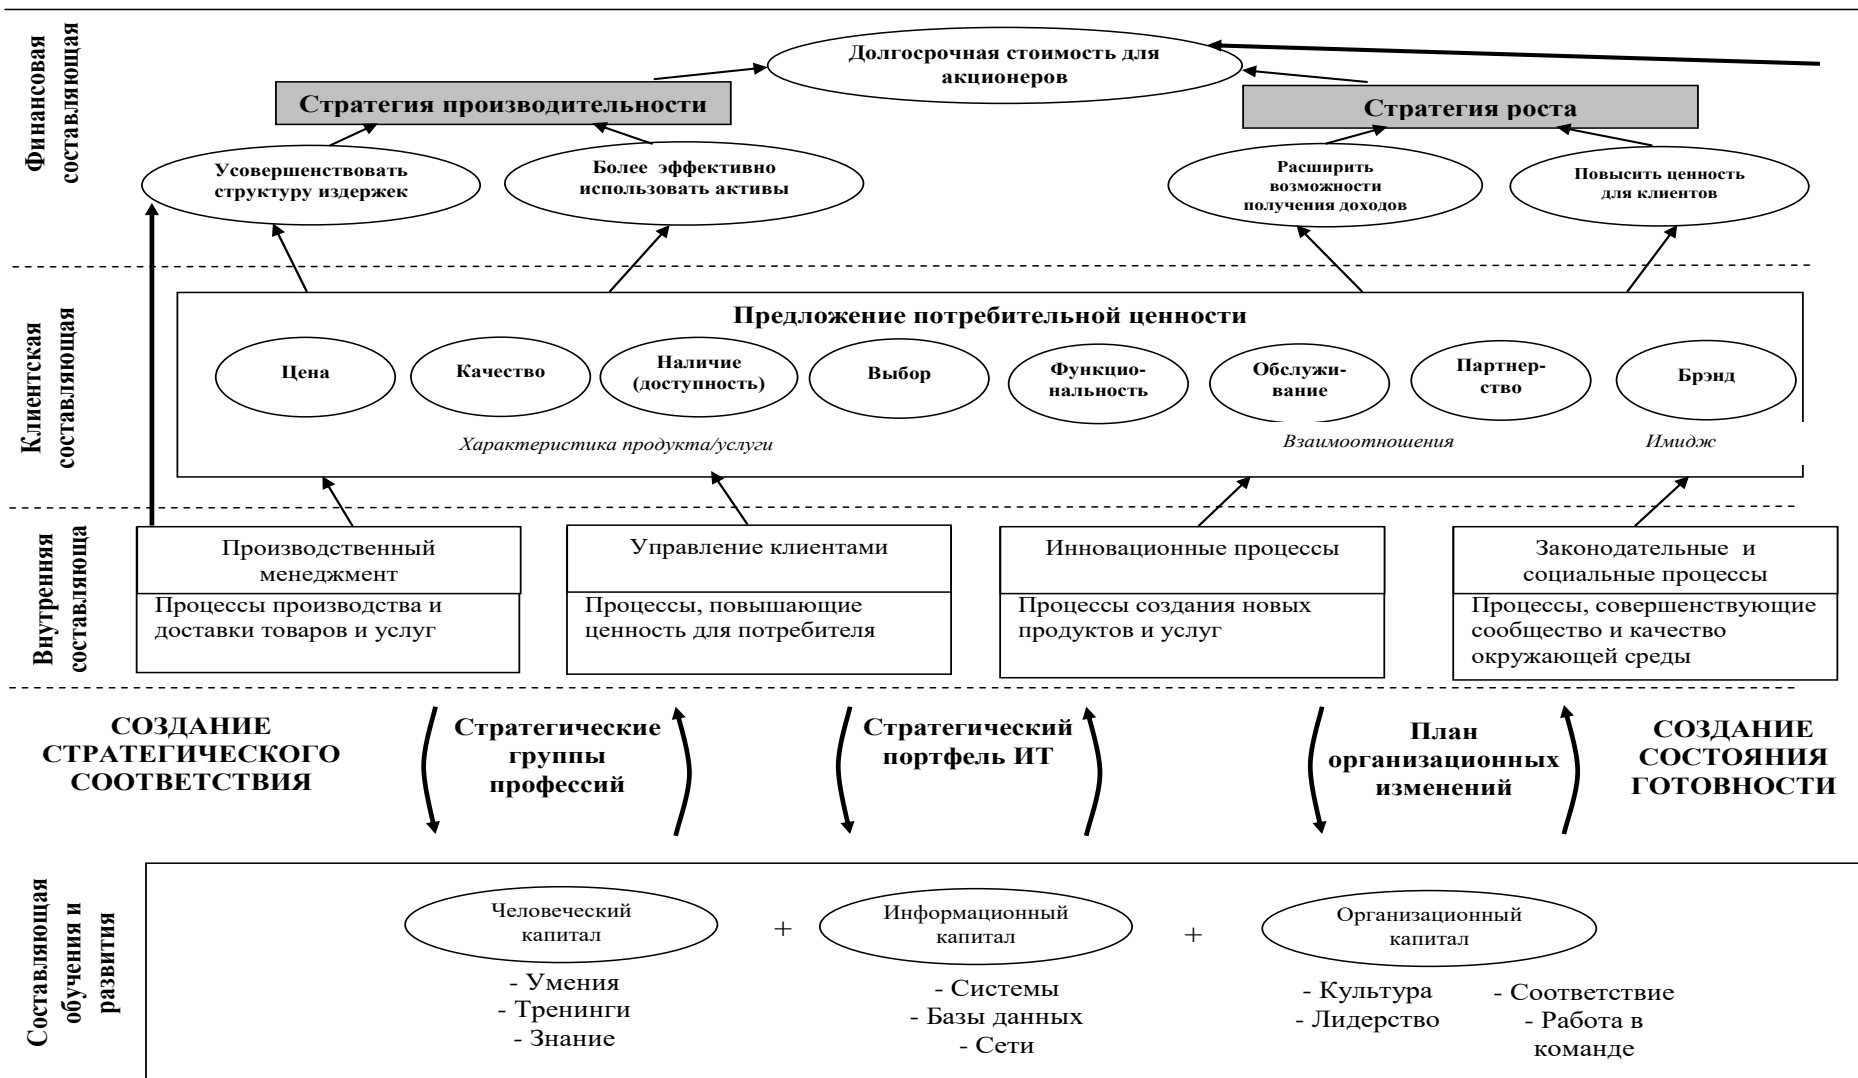 Финансовая
составляющая
Долгосрочная стоимость для
акционеров
Стратегия производительности
Стратегия роста
Усовершенствовать
структуру издержек
Более эффективно
использовать активы
Расширить
возможности
получения доходов
Повысить ценность
для клиентов
Клиентская
составляющая
Предложение потребительной ценности
Цена
Качество
Наличие
(доступность)
Выбор
Функцио-
нальность
Обслужи-
вание
Партнер-
ство
Брэнд
Характеристика продукта/услуги
Взаимоотношения
Имидж
Внутренняя
составляюща
Производственный
менеджмент
Процессы производства и
доставки товаров и услуг
Управление клиентами
Процессы, повышающие
ценность для потребителя
Инновационные процессы
Процессы создания новых
продуктов и услуг
Законодательные и
социальные процессы
Процессы, совершенствующие
сообщество и качество
окружающей среды
СОЗДАНИЕ
СТРАТЕГИЧЕСКОГО
СООТВЕТСТВИЯ
Стратегические
группы
профессий
Стратегический
портфель ИТ
План
организационных
изменений
СОЗДАНИЕ
СОСТОЯНИЯ
ГОТОВНОСТИ
Составляющая
обучения и
развития
Человеческий
капитал
+
Информационный
капитал
+
Организационный
капитал
- Умения
- Тренинги
- Знание
- Системы
- Базы данных
- Сети
- Культура
- Лидерство
- Соответствие
- Работа в
команде